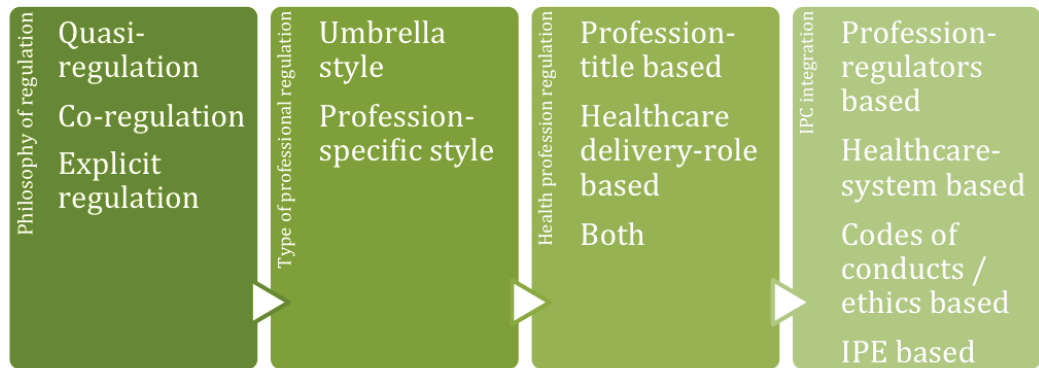 Philosophy of regulation
Quasi-
regulation
Co-regulation
Explicit
regulation
Type of professional regulation
Umbrella
style
Profession-
specific style
Health profession regulation
Profession-
title based
Healthcare
delivery-role
based
Both
IPC integration
Profession-
regulators
based
Healthcare-
system based
Codes of
conducts /
ethics based
IPE based